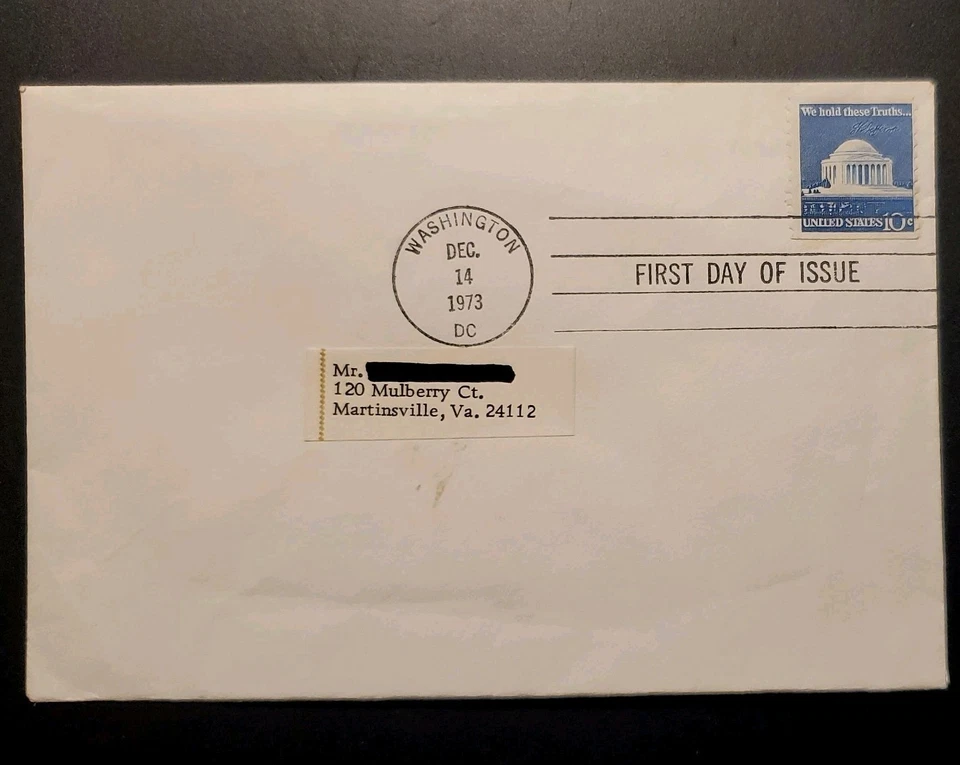 We hold these Truths...
UNITED STATES 10c
WASHINGTON
DEC.
14
1973
DC
FIRST DAY OF ISSUE
Mr.
120 Mulberry Ct.
Martinsville, Va. 24112